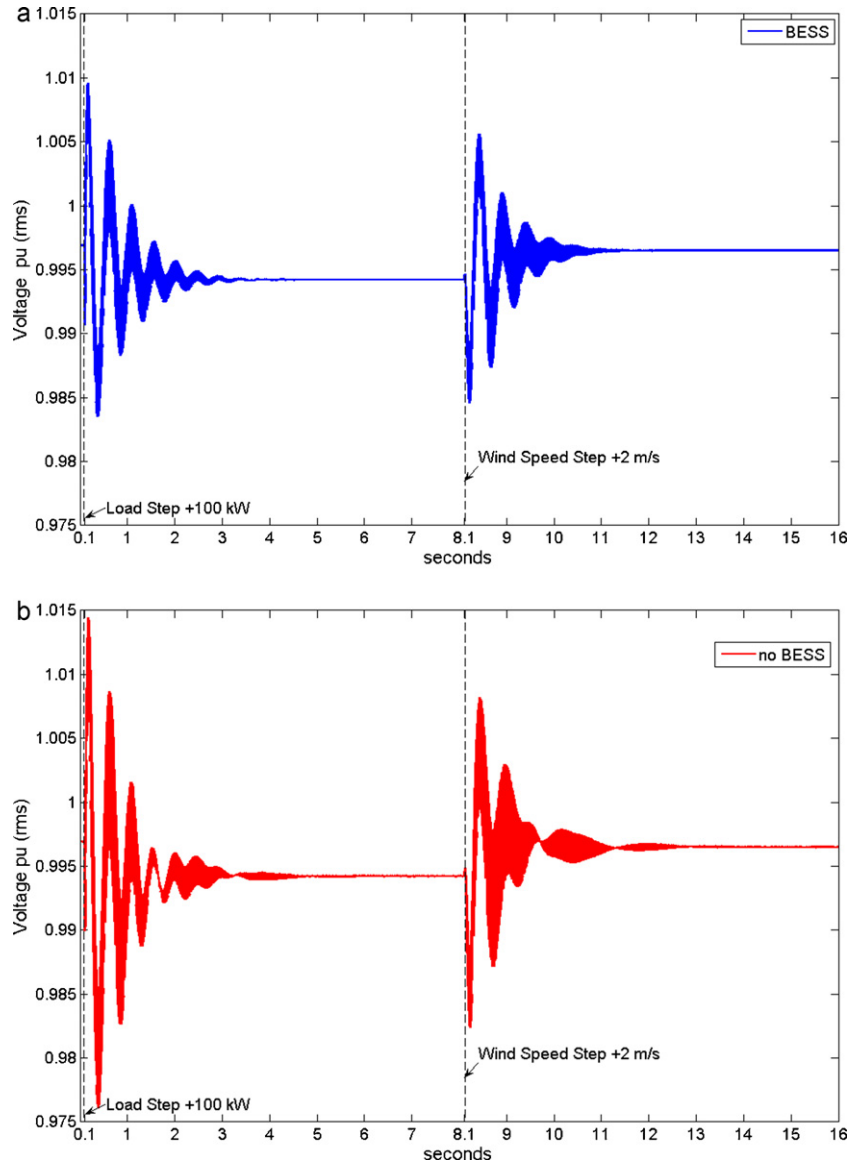 a
1.015
1.01
1.005
1
0.995
0.99
0.985
0.98
0.975
Voltage pu (rms)
BESS
Wind Speed Step +2 m/s
Load Step +100 kW
0.1 1 2 3 4 5 6 7 8.1 9 10 11 12 13 14 15 16
seconds
b
1.015
1.01
1.005
1
0.995
0.99
0.985
0.98
0.975
Voltage pu (rms)
no BESS
Wind Speed Step +2 m/s
Load Step +100 kW
0.1 1 2 3 4 5 6 7 8.1 9 10 11 12 13 14 15 16
seconds